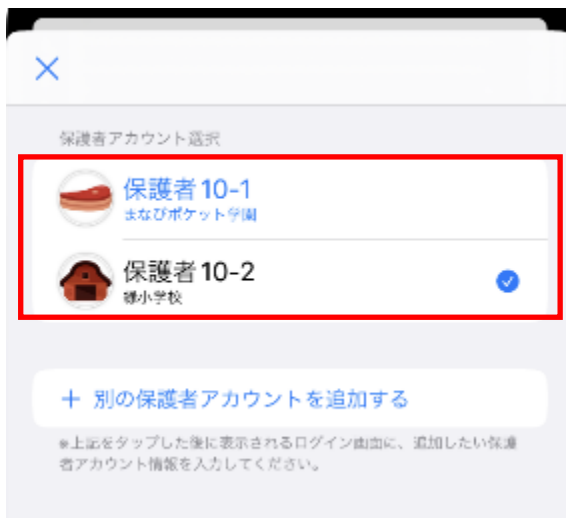 保護者アカウント選択
保護者10-1
まなびポケット学園
保護者10-2
小学校
＋ 別の保護者アカウントを追加する
※上記をタップした後に表示されるログイン画面に、追加したい保護
者アカウント情報を入力してください。